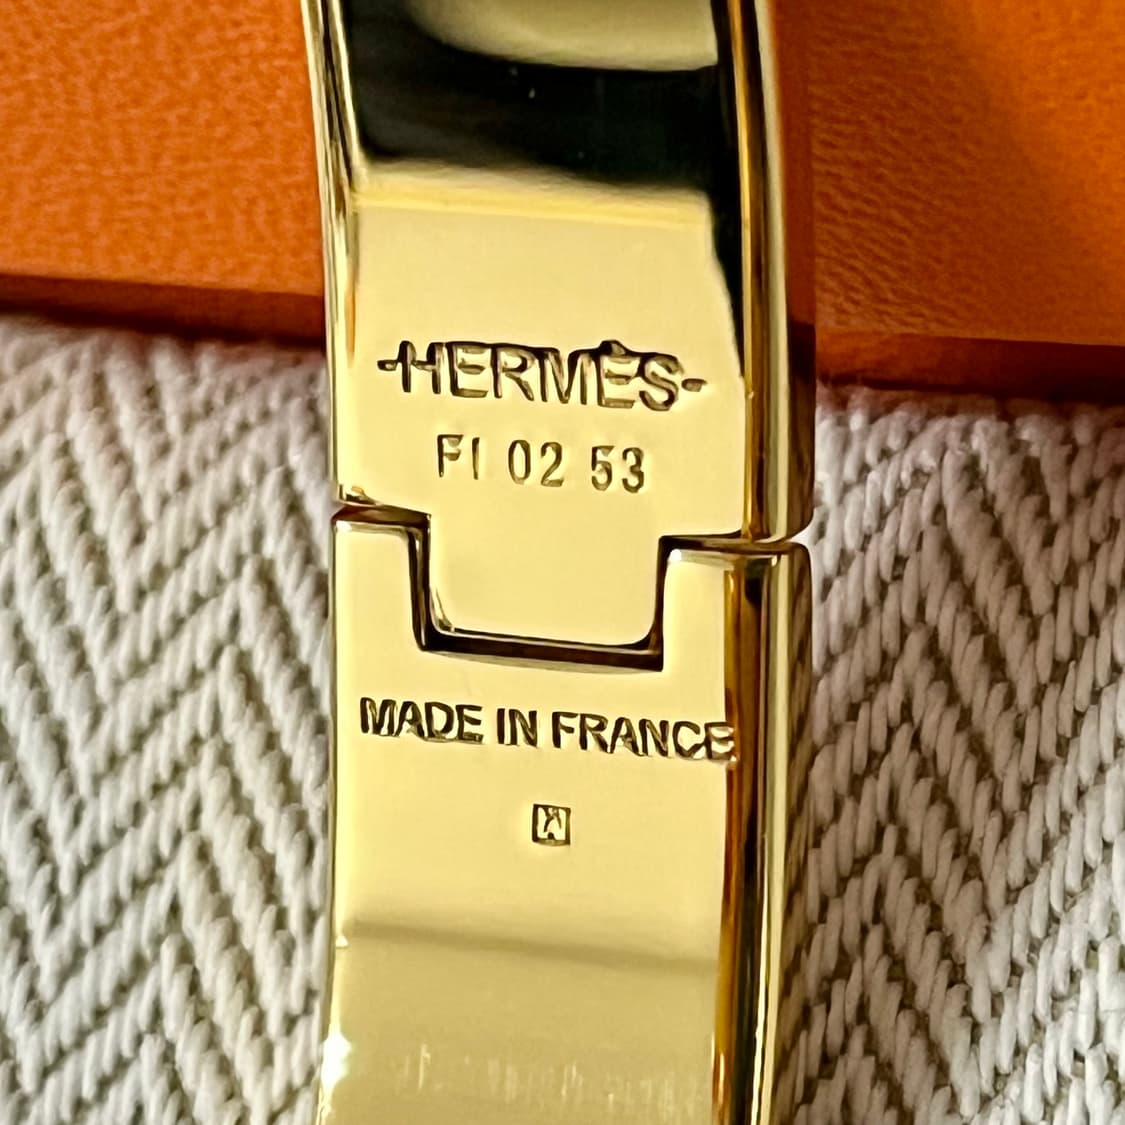 -HERMÈS-
FI 02 53
MADE IN FRANCE